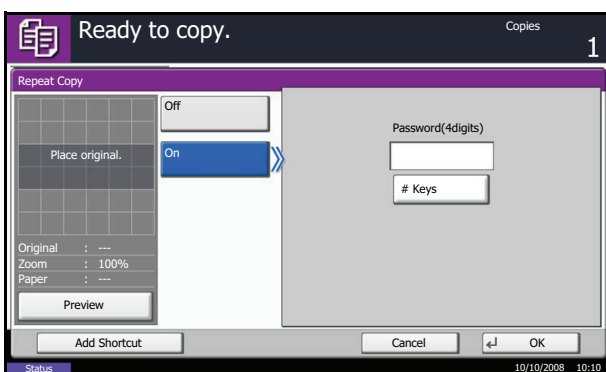 Ready to copy.
Copies
1
Repeat Copy
Place original.
Original : ---
Zoom : 100%
Paper : ---
Preview
Off
On
Password(4digits)
# Keys
Add Shortcut
Cancel
OK
Status
10/10/2008 10:10